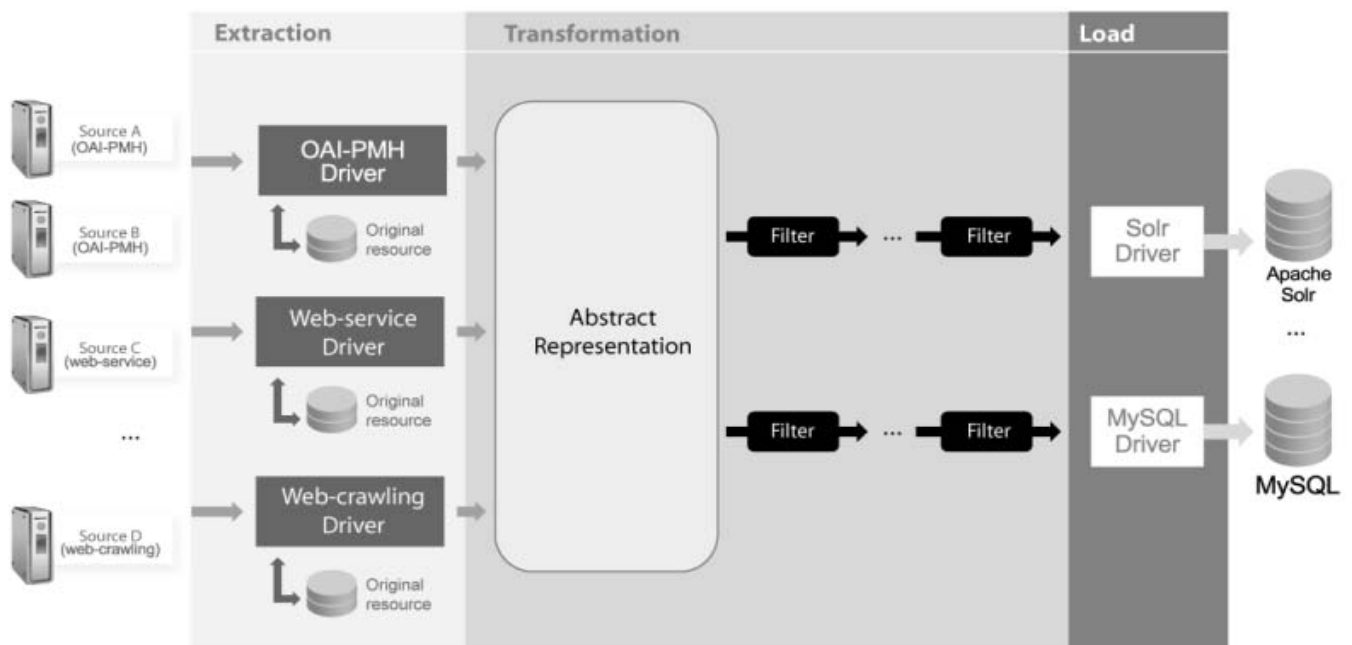 Extraction
Transformation
Load
Source A
(OAI-PMH)
OAI-PMH
Driver
Original
resource
Source B
(OAI-PMH)
Filter
...
Filter
Solr
Driver
Apache
Solr
...
Source C
(web-service)
Web-service
Driver
Original
resource
Abstract
Representation
...
Filter
...
Filter
MySQL
Driver
MySQL
Source D
(web-crawling)
Web-crawling
Driver
Original
resource